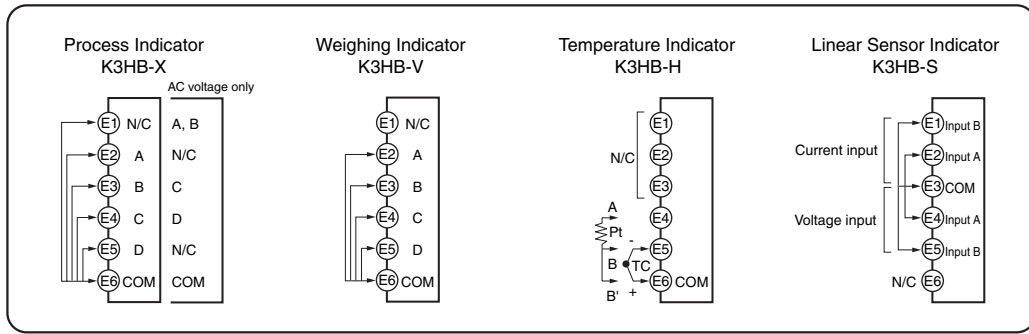 Process Indicator
K3HB-X
AC voltage only
E1 N/C A, B
E2 A N/C
E3 B C
E4 C D
E5 D N/C
E6 COM COM
Weighing Indicator
K3HB-V
E1 N/C
E2 A
E3 B
E4 C
E5 D
E6 COM
Temperature Indicator
K3HB-H
E1
N/C E2
E3
A E4
Pt
- E5
B TC
E6 COM
B' +
Linear Sensor Indicator
K3HB-S
E1 Input B
Current input E2 Input A
E3 COM
Voltage input E4 Input A
E5 Input B
N/C E6